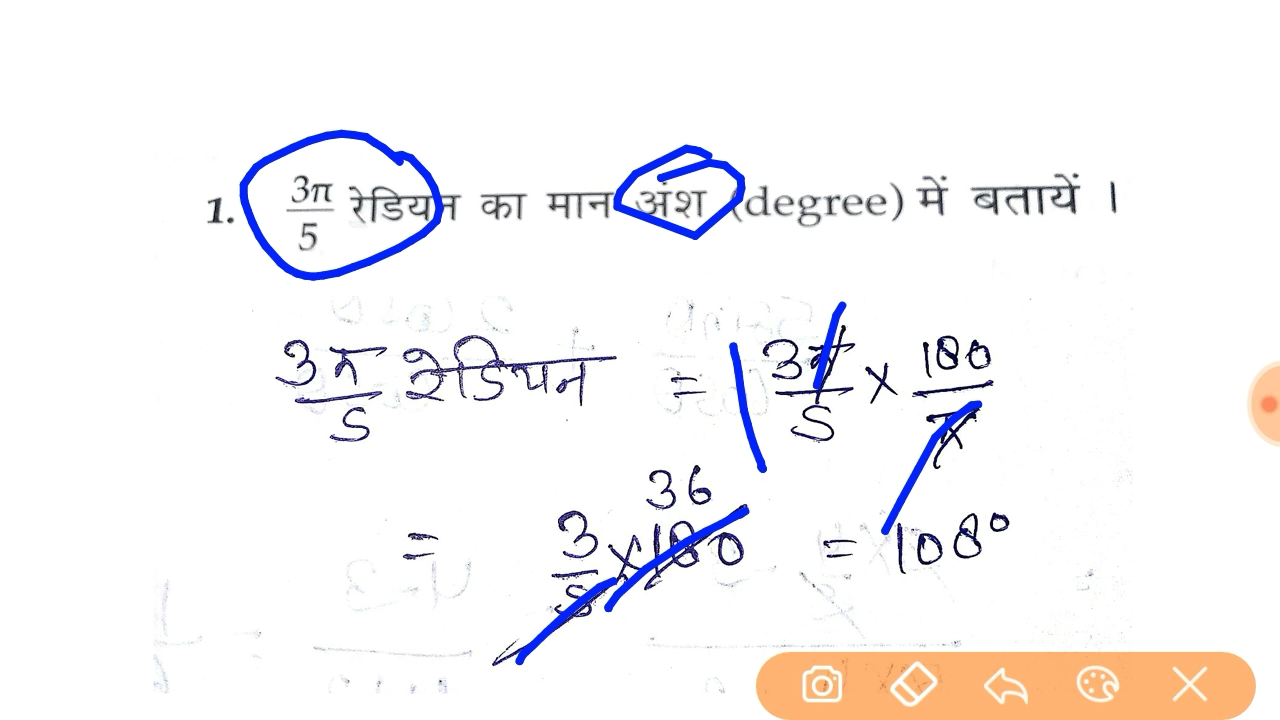 1. 3π/5 रेडियन का मान अंश (degree) में बतायें ।
3π/5 रेडियन = 3π/5 × 180/π
36
= 3/5 × 180 = 108°